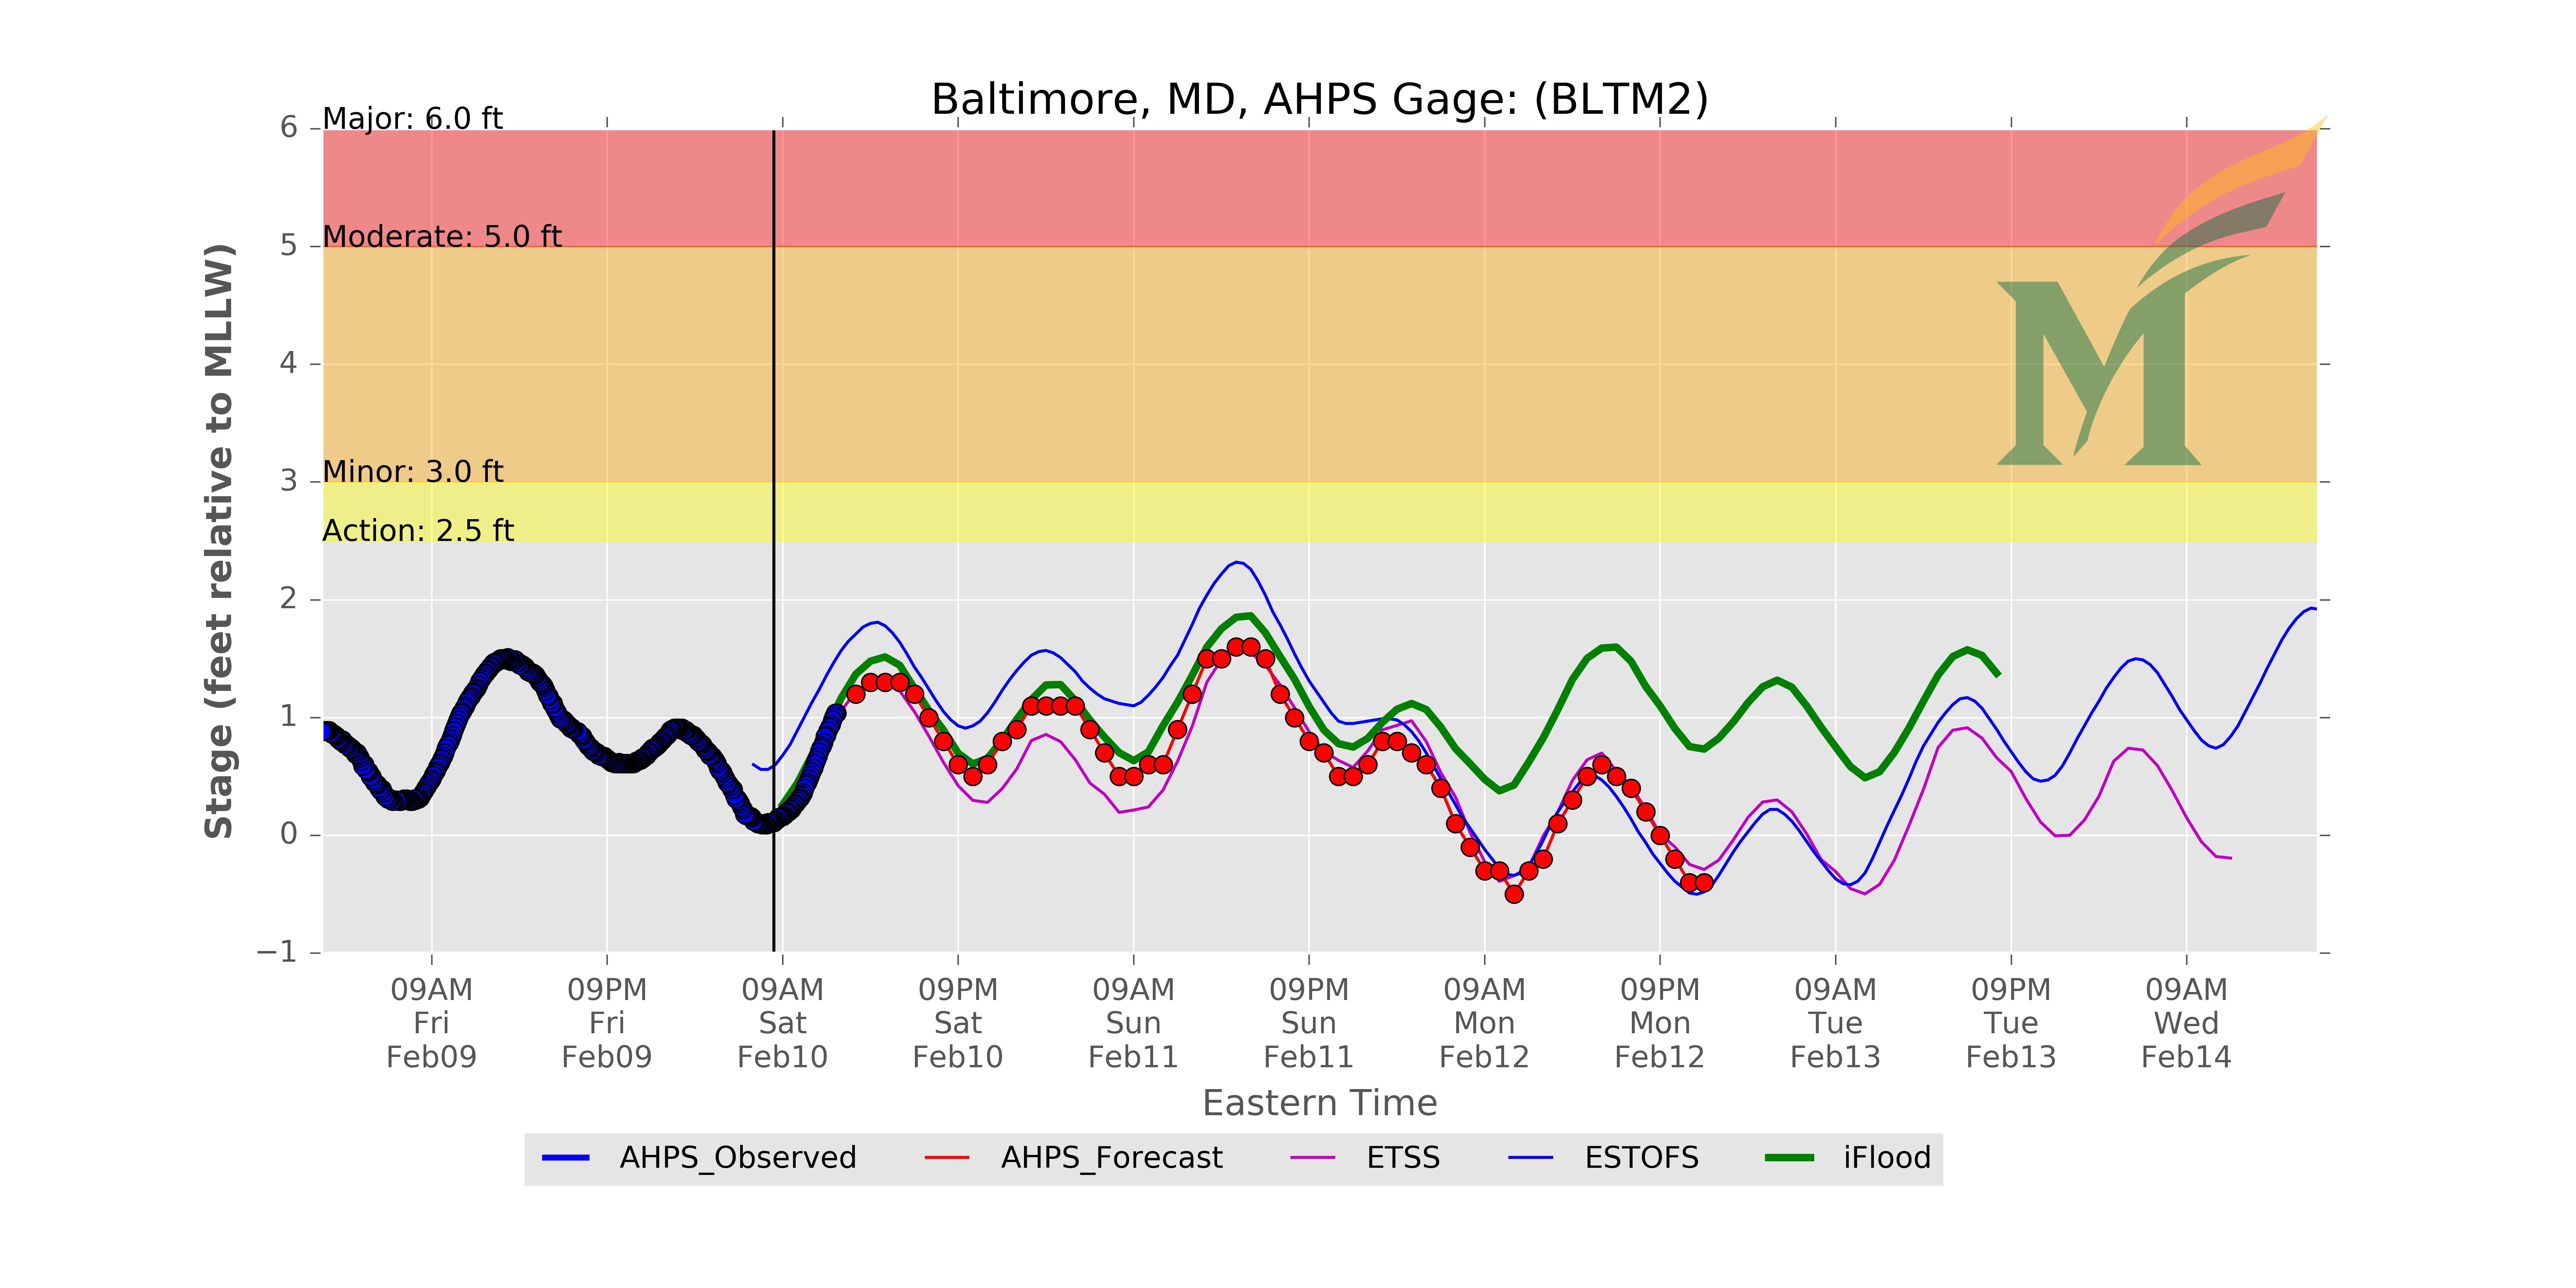 Baltimore, MD, AHPS Gage: (BLTM2)
Stage (feet relative to MLLW)
6
5
4
3
2
1
0
−1
Major: 6.0 ft
Moderate: 5.0 ft
Minor: 3.0 ft
Action: 2.5 ft
M
09AM
Fri
Feb09
09PM
Fri
Feb09
09AM
Sat
Feb10
09PM
Sat
Feb10
09AM
Sun
Feb11
09PM
Sun
Feb11
09AM
Mon
Feb12
09PM
Mon
Feb12
09AM
Tue
Feb13
09PM
Tue
Feb13
09AM
Wed
Feb14
Eastern Time
AHPS_Observed
AHPS_Forecast
ETSS
ESTOFS
iFlood